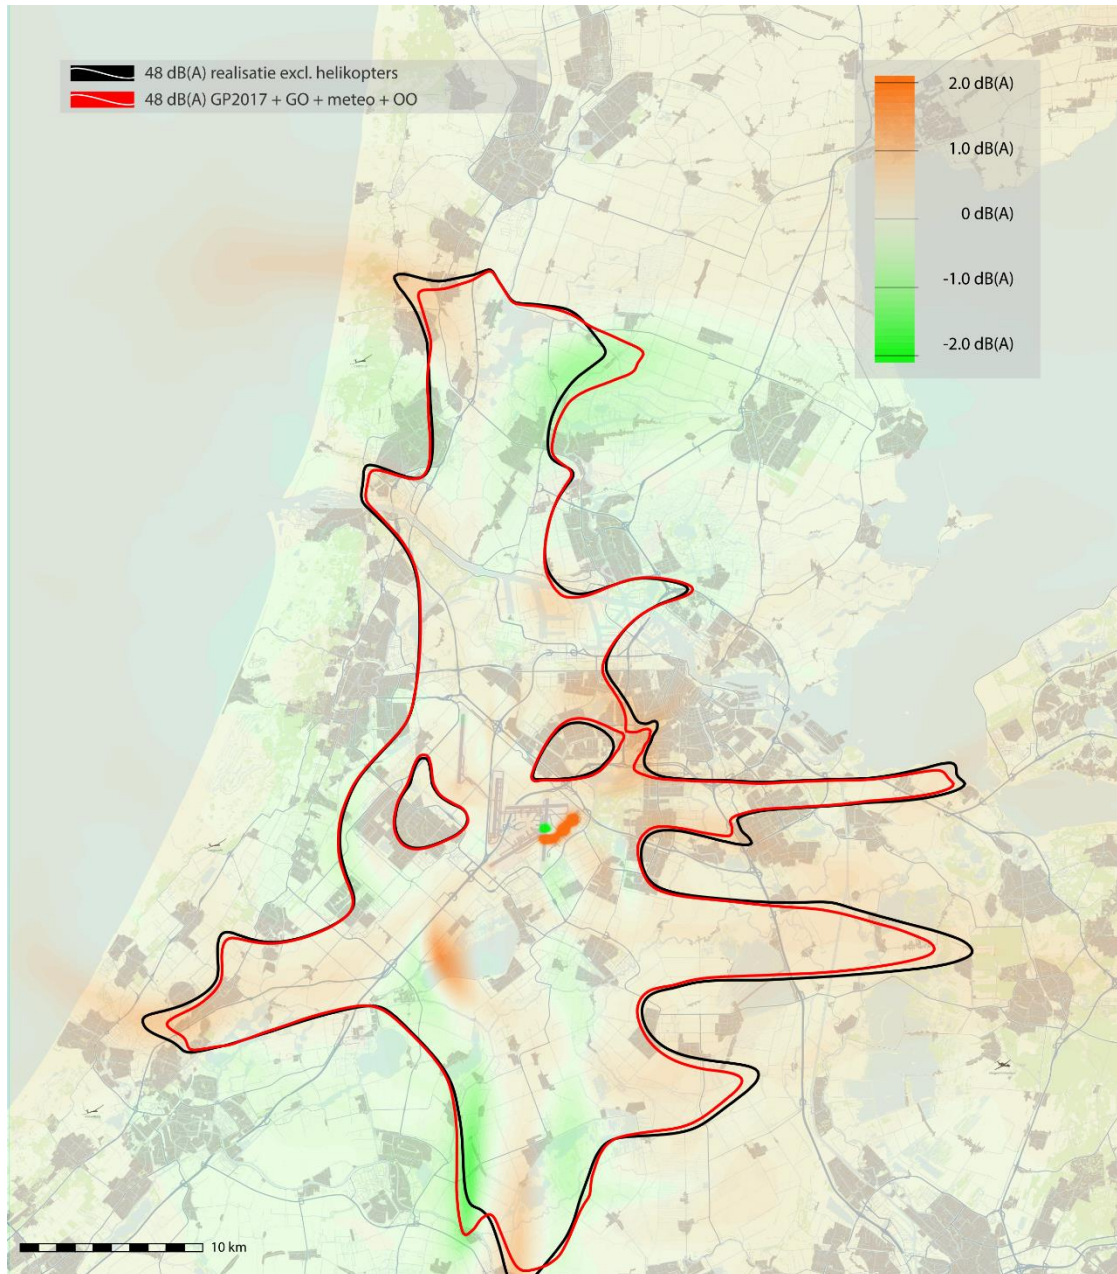 48 dB(A) realisatie excl. helikopters
48 dB(A) GP2017 + GO + meteo + OO
2.0 dB(A)
1.0 dB(A)
0 dB(A)
-1.0 dB(A)
-2.0 dB(A)
10 km